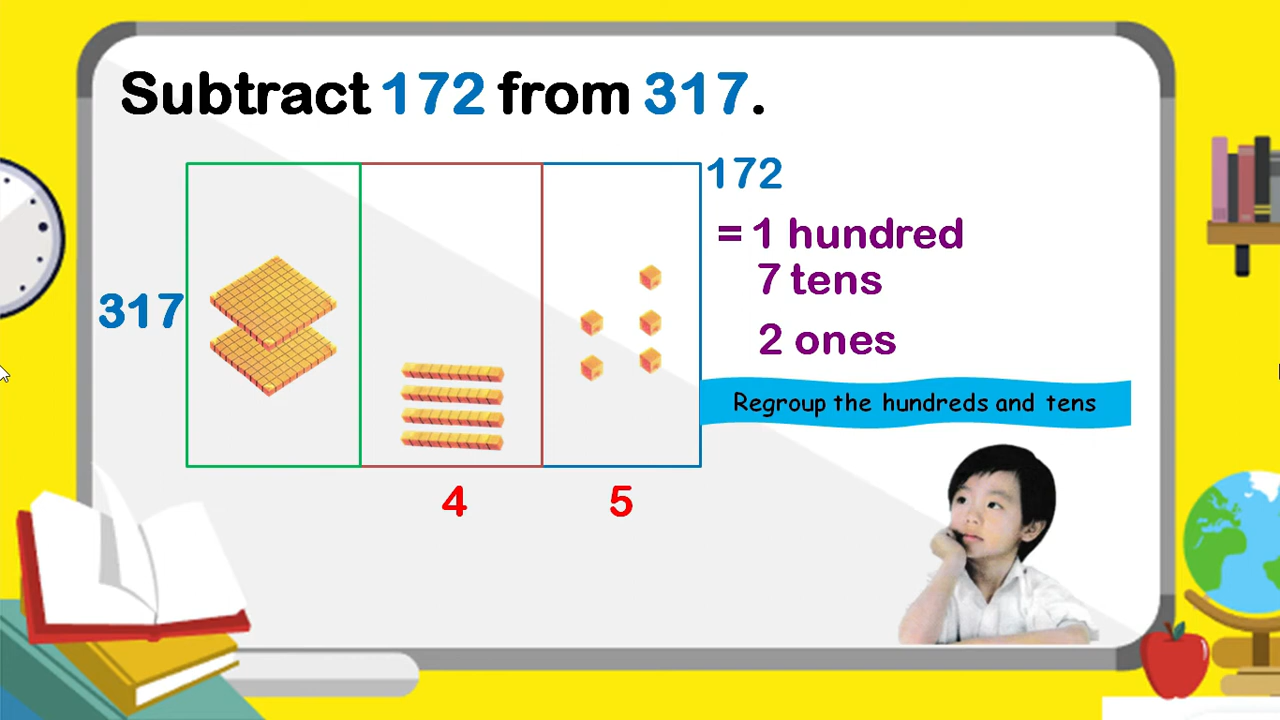 Subtract 172 from 317.
172
= 1 hundred
7 tens
317
2 ones
Regroup the hundreds and tens
4 5